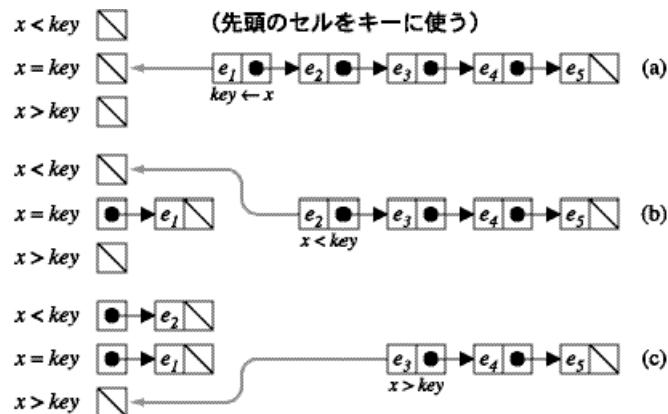 (先頭のセルをキーに使う)
x < key
x = key
e1 e2 e3 e4 e5 (a)
key ← x
x > key
x < key
x = key e1
e2 e3 e4 e5 (b)
x < key
x > key
x < key e2
x = key e1
e3 e4 e5 (c)
x > key
x > key